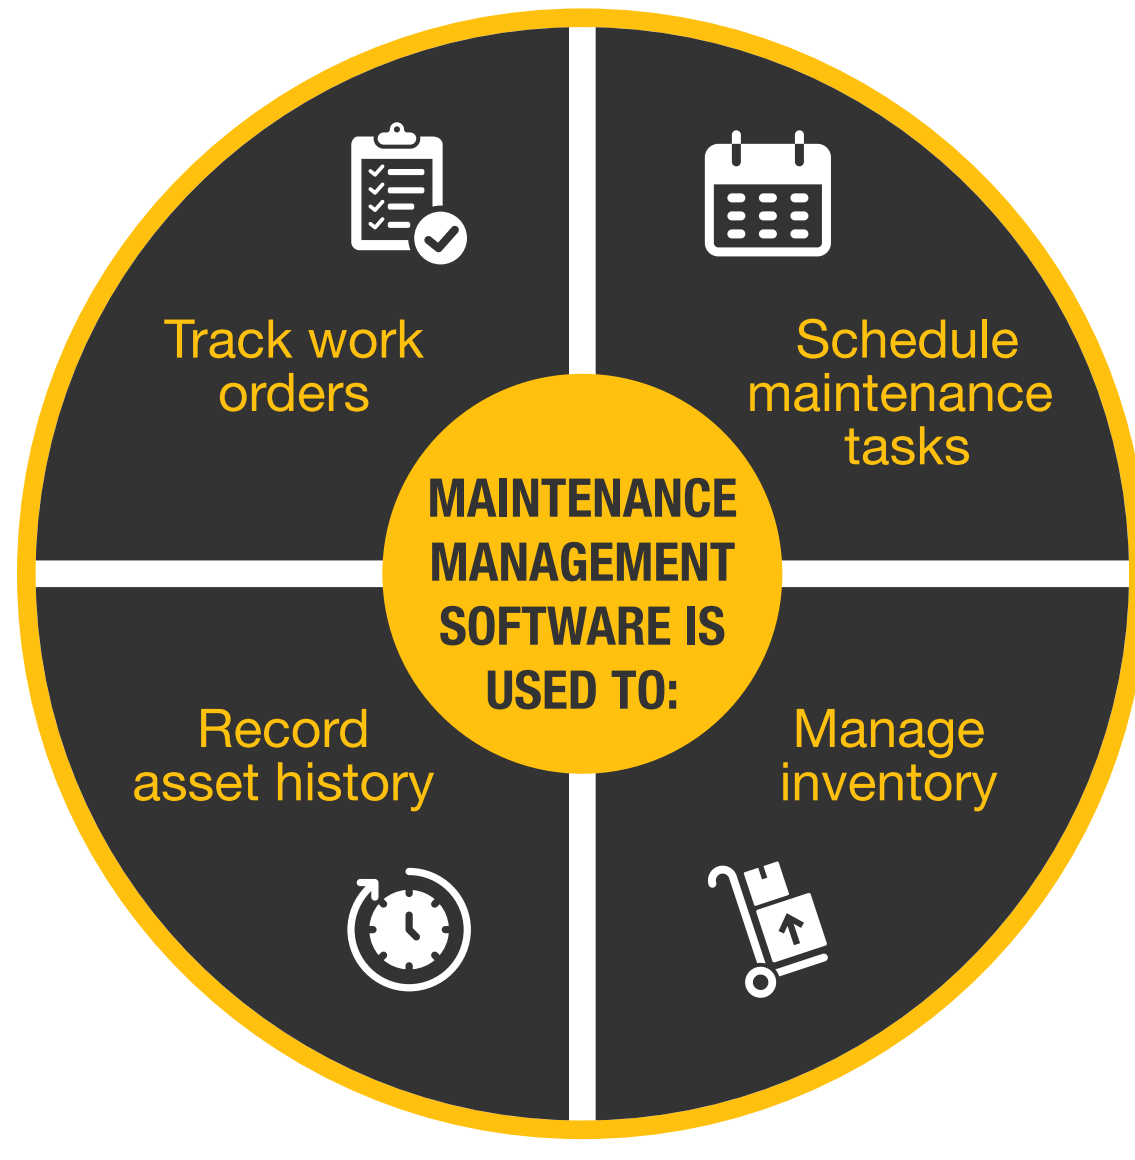 Track work
orders
Schedule
maintenance
tasks
MAINTENANCE
MANAGEMENT
SOFTWARE IS
USED TO:
Record
asset history
Manage
inventory